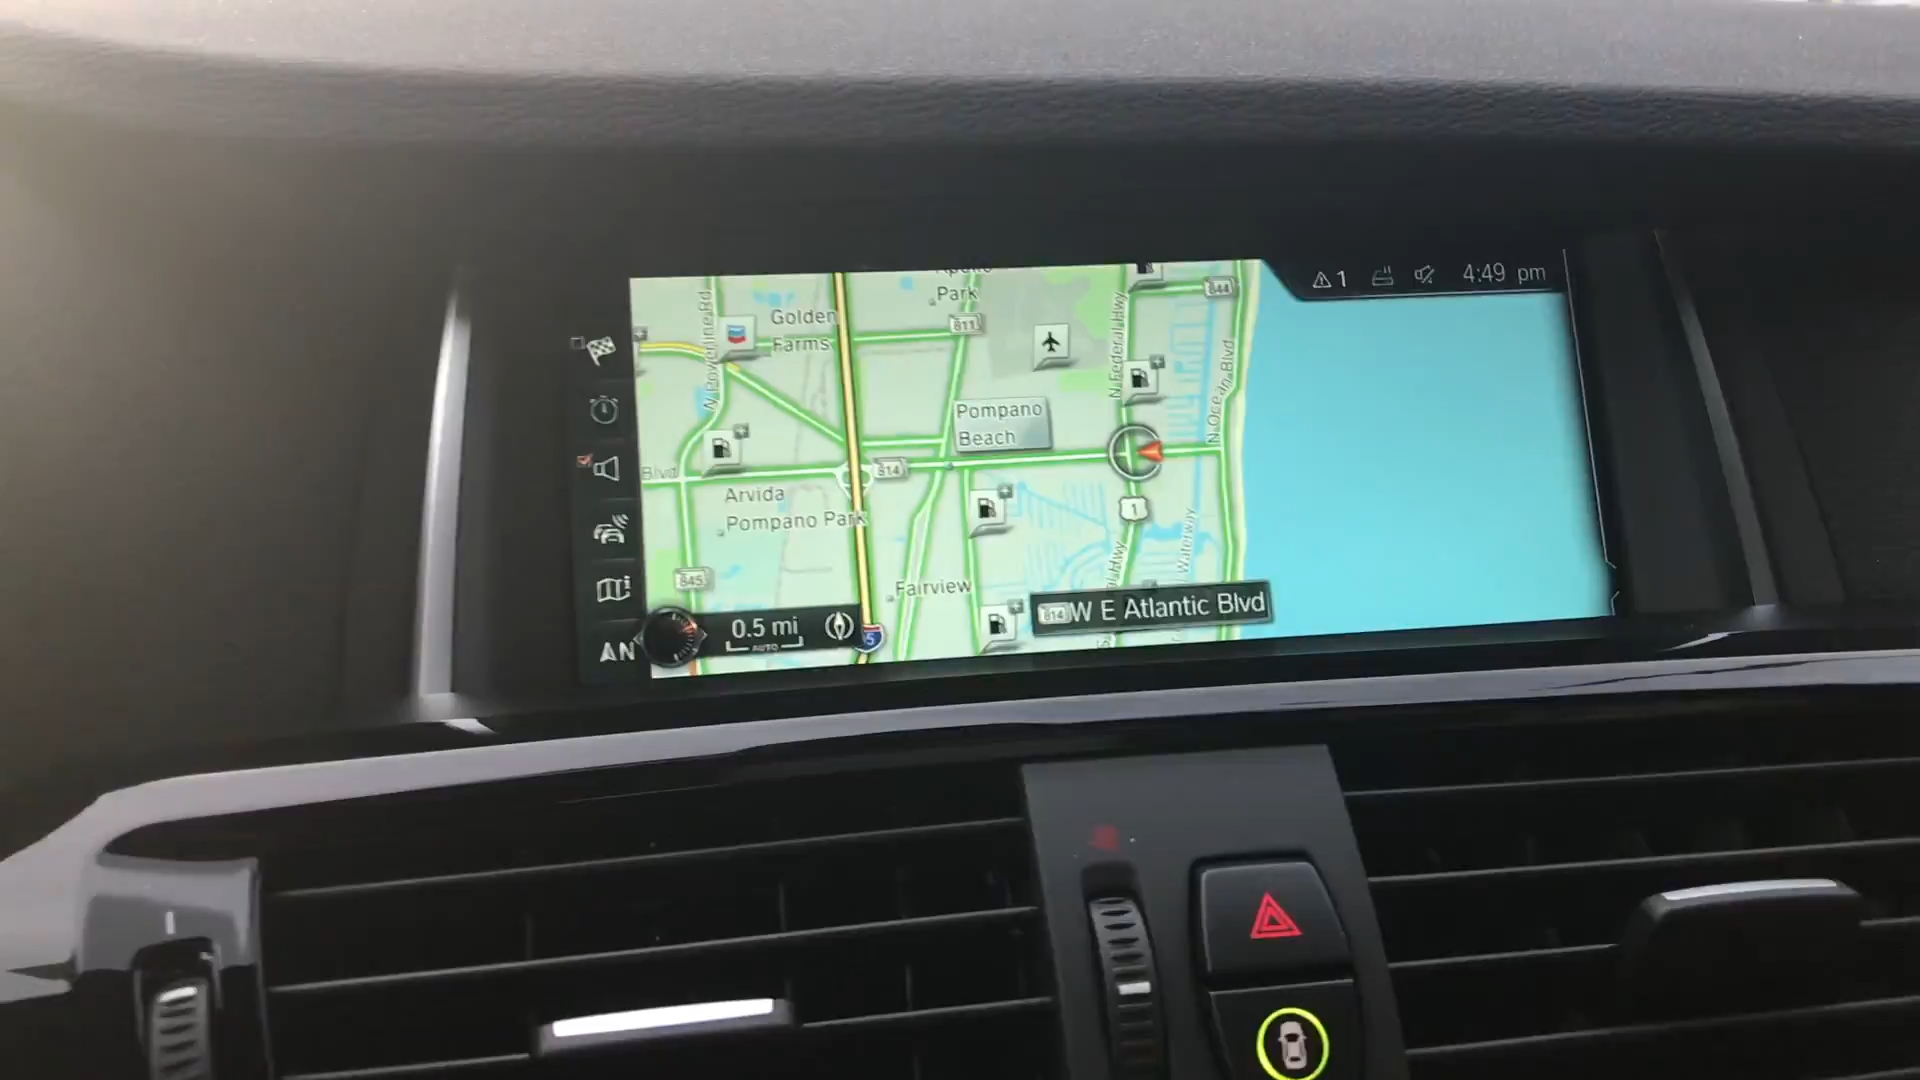 1
4:49 pm
Park
844
Golden
Farms
811
N Powerline Rd
N Federal Hwy
N Ocean Blvd
Pompano
Beach
Blvd
814
Arvida
Pompano Park
1
Waterway
845
Fairview
Hwy
814
W E Atlantic Blvd
0.5 mi
AUTO
5
AN